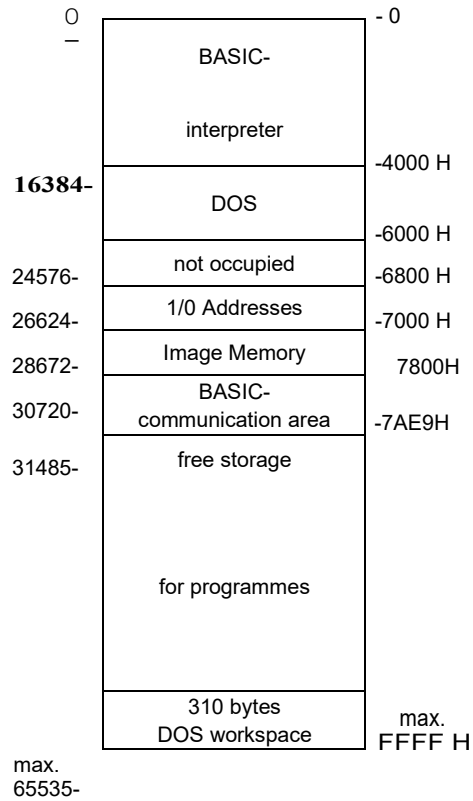 0 - 0
BASIC-
interpreter
-4000 H
16384-
DOS
-6000 H
not occupied
24576- -6800 H
1/0 Addresses
26624- -7000 H
Image Memory
28672- 7800H
BASIC-
30720- communication area -7AE9H
free storage
31485-
for programmes
310 bytes
max.
DOS workspace FFFF H
max.
65535-